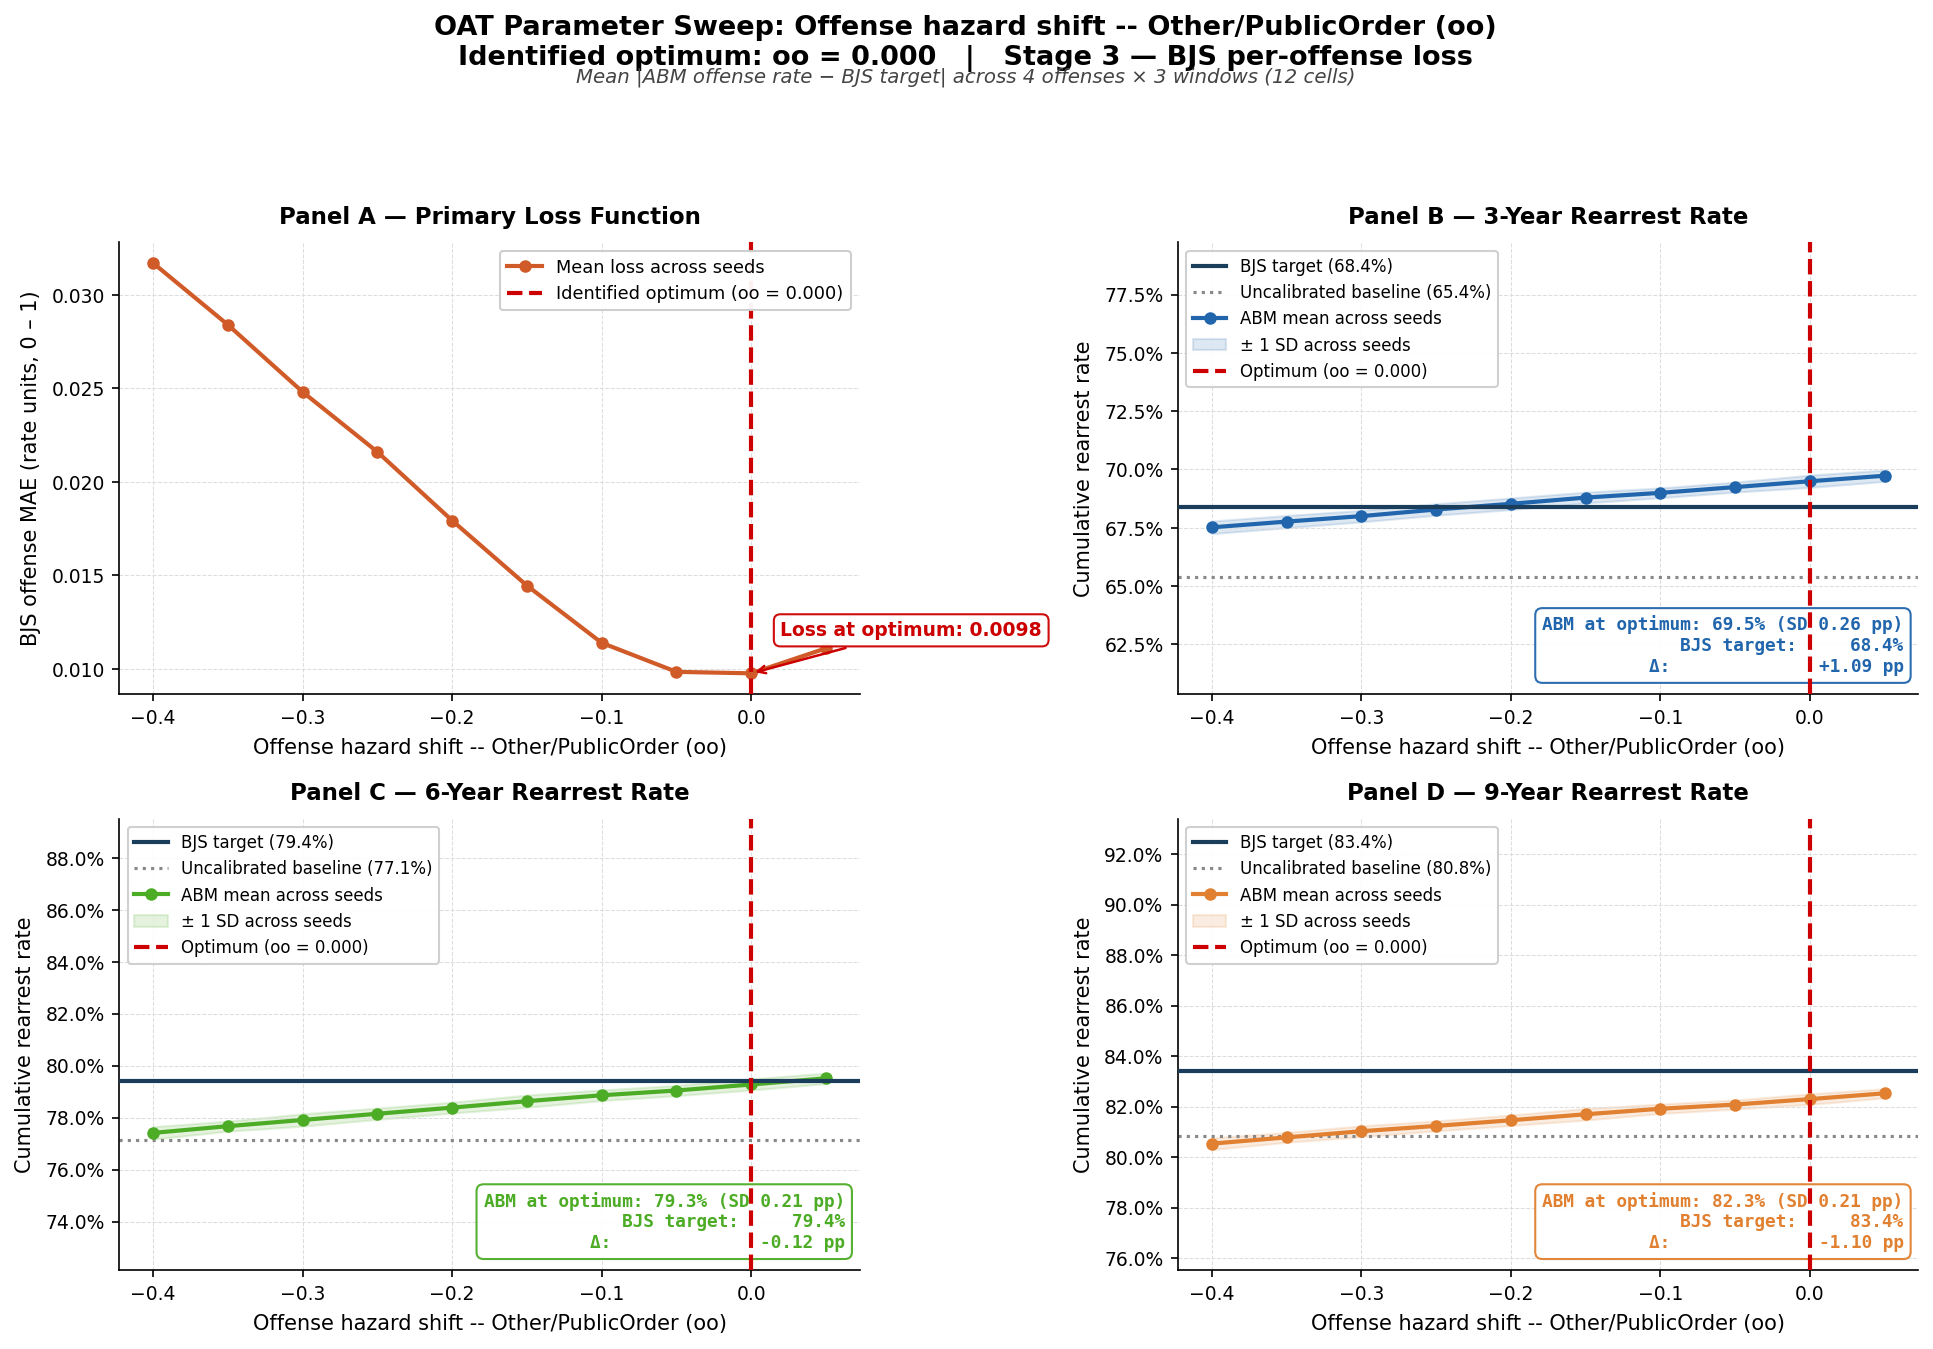 OAT Parameter Sweep: Offense hazard shift -- Other/PublicOrder (oo)
Identified optimum: oo = 0.000   |   Stage 3 — BJS per-offense loss
Mean |ABM offense rate − BJS target| across 4 offenses × 3 windows (12 cells)
Panel A — Primary Loss Function
BJS offense MAE (rate units, 0 – 1)
0.030
0.025
0.020
0.015
0.010
Mean loss across seeds
Identified optimum (oo = 0.000)
Loss at optimum: 0.0098
−0.4 −0.3 −0.2 −0.1 0.0
Offense hazard shift -- Other/PublicOrder (oo)
Panel B — 3-Year Rearrest Rate
Cumulative rearrest rate
77.5%
75.0%
72.5%
70.0%
67.5%
65.0%
62.5%
BJS target (68.4%)
Uncalibrated baseline (65.4%)
ABM mean across seeds
± 1 SD across seeds
Optimum (oo = 0.000)
ABM at optimum: 69.5% (SD 0.26 pp)
BJS target: 68.4%
Δ: +1.09 pp
−0.4 −0.3 −0.2 −0.1 0.0
Offense hazard shift -- Other/PublicOrder (oo)
Panel C — 6-Year Rearrest Rate
Cumulative rearrest rate
88.0%
86.0%
84.0%
82.0%
80.0%
78.0%
76.0%
74.0%
BJS target (79.4%)
Uncalibrated baseline (77.1%)
ABM mean across seeds
± 1 SD across seeds
Optimum (oo = 0.000)
ABM at optimum: 79.3% (SD 0.21 pp)
BJS target: 79.4%
Δ: -0.12 pp
−0.4 −0.3 −0.2 −0.1 0.0
Offense hazard shift -- Other/PublicOrder (oo)
Panel D — 9-Year Rearrest Rate
Cumulative rearrest rate
92.0%
90.0%
88.0%
86.0%
84.0%
82.0%
80.0%
78.0%
76.0%
BJS target (83.4%)
Uncalibrated baseline (80.8%)
ABM mean across seeds
± 1 SD across seeds
Optimum (oo = 0.000)
ABM at optimum: 82.3% (SD 0.21 pp)
BJS target: 83.4%
Δ: -1.10 pp
−0.4 −0.3 −0.2 −0.1 0.0
Offense hazard shift -- Other/PublicOrder (oo)